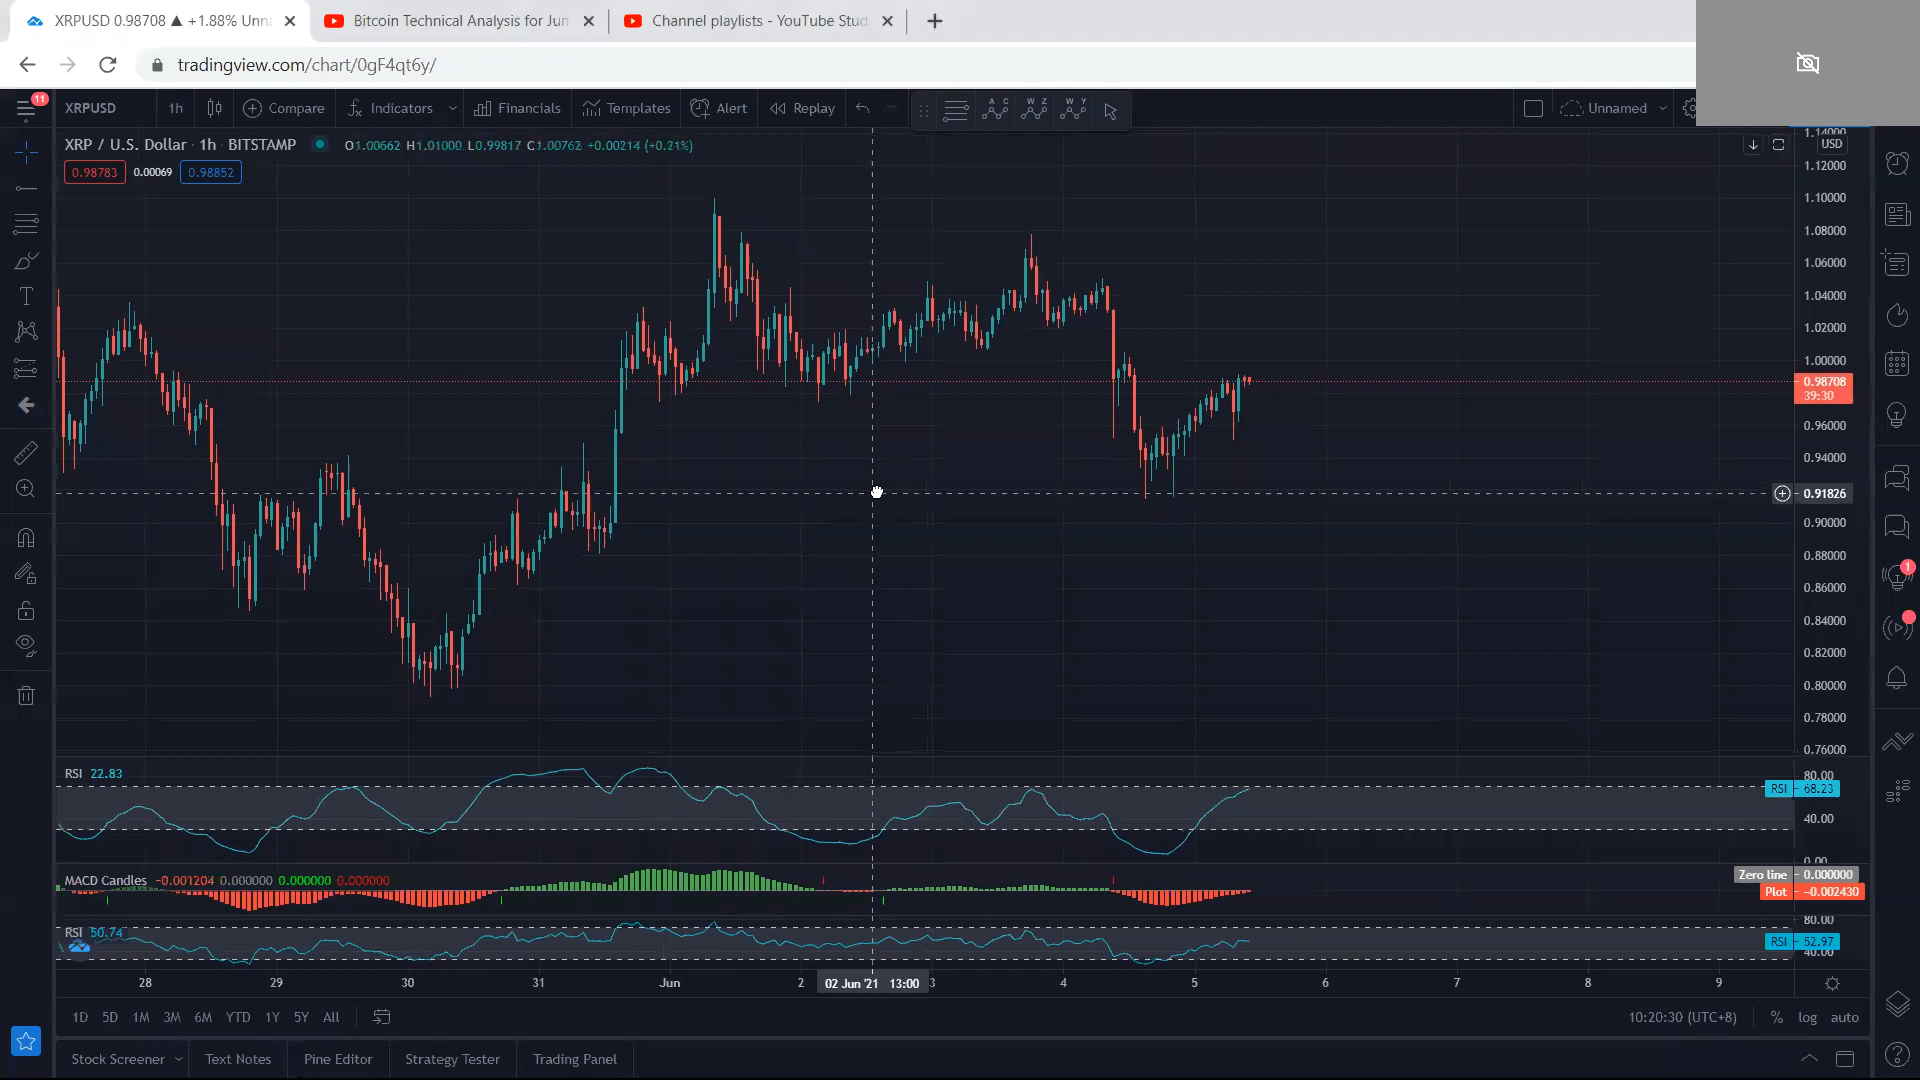 XRPUSD 0.98708 ▲ +1.88% Unna
Bitcoin Technical Analysis for Jun
Channel playlists - YouTube Stud
tradingview.com/chart/0gF4qt6y/
11
XRPUSD 1h Compare Indicators Financials Templates Alert Replay Unnamed
A C W Z W Y
XRP / U.S. Dollar · 1h · BITSTAMP O1.00662 H1.01000 L0.99817 C1.00762 +0.00214 (+0.21%)
0.98783 0.00069 0.98852
USD
1.14000
1.12000
1.10000
1.08000
1.06000
1.04000
1.02000
1.00000
0.98708
39:30
0.96000
0.94000
0.91826
0.90000
0.88000
0.86000
0.84000
0.82000
0.80000
0.78000
0.76000
1
RSI 22.83
80.00
RSI 68.23
40.00
0.00
MACD Candles -0.001204 0.000000 0.000000 0.000000
Zero line 0.000000
Plot -0.002430
RSI 50.74
80.00
RSI 52.97
40.00
28 29 30 31 Jun 2 02 Jun '21 13:00 3 4 5 6 7 8 9
1D 5D 1M 3M 6M YTD 1Y 5Y All
10:20:30 (UTC+8) % log auto
Stock Screener Text Notes Pine Editor Strategy Tester Trading Panel